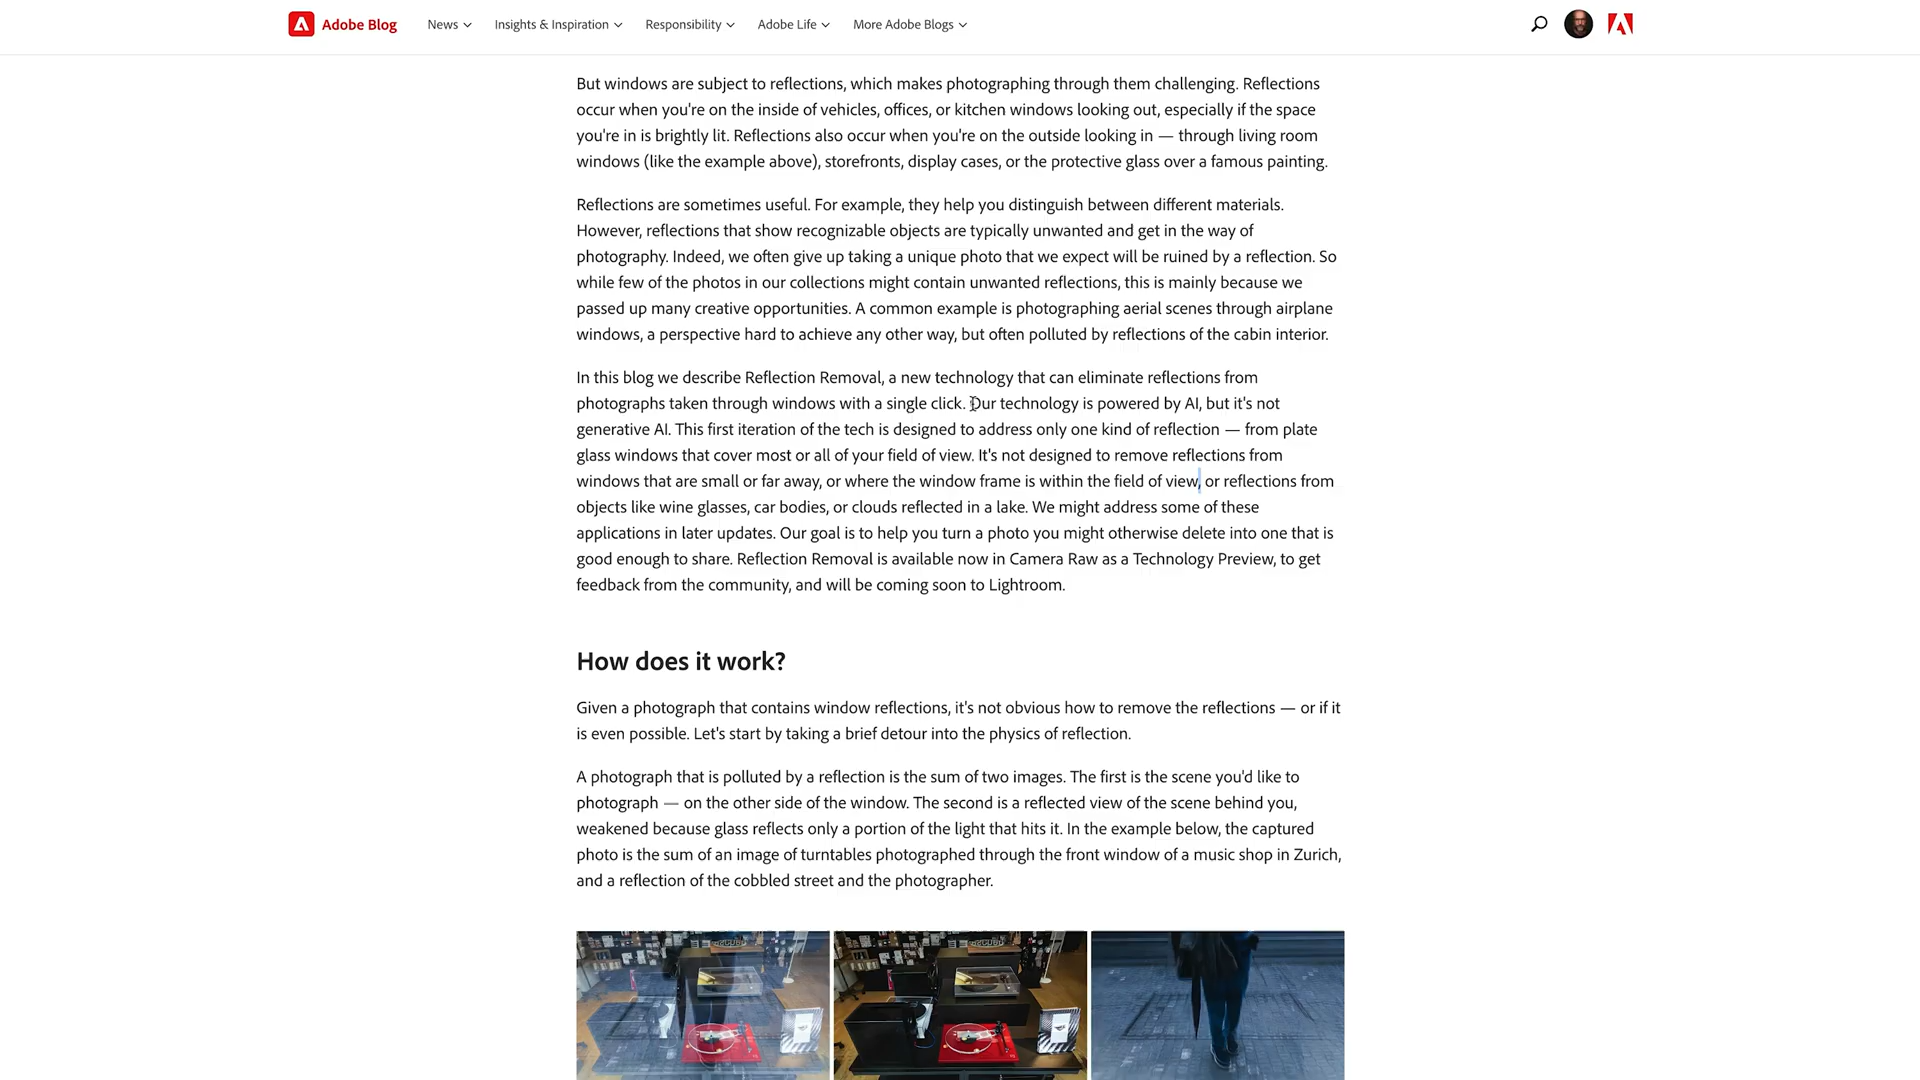 Adobe Blog News Insights & Inspiration Responsibility Adobe Life More Adobe Blogs
But windows are subject to reflections, which makes photographing through them challenging. Reflections
occur when you're on the inside of vehicles, offices, or kitchen windows looking out, especially if the space
you're in is brightly lit. Reflections also occur when you're on the outside looking in — through living room
windows (like the example above), storefronts, display cases, or the protective glass over a famous painting.
Reflections are sometimes useful. For example, they help you distinguish between different materials.
However, reflections that show recognizable objects are typically unwanted and get in the way of
photography. Indeed, we often give up taking a unique photo that we expect will be ruined by a reflection. So
while few of the photos in our collections might contain unwanted reflections, this is mainly because we
passed up many creative opportunities. A common example is photographing aerial scenes through airplane
windows, a perspective hard to achieve any other way, but often polluted by reflections of the cabin interior.
In this blog we describe Reflection Removal, a new technology that can eliminate reflections from
photographs taken through windows with a single click. Our technology is powered by AI, but it's not
generative AI. This first iteration of the tech is designed to address only one kind of reflection — from plate
glass windows that cover most or all of your field of view. It's not designed to remove reflections from
windows that are small or far away, or where the window frame is within the field of view, or reflections from
objects like wine glasses, car bodies, or clouds reflected in a lake. We might address some of these
applications in later updates. Our goal is to help you turn a photo you might otherwise delete into one that is
good enough to share. Reflection Removal is available now in Camera Raw as a Technology Preview, to get
feedback from the community, and will be coming soon to Lightroom.
How does it work?
Given a photograph that contains window reflections, it's not obvious how to remove the reflections — or if it
is even possible. Let's start by taking a brief detour into the physics of reflection.
A photograph that is polluted by a reflection is the sum of two images. The first is the scene you'd like to
photograph — on the other side of the window. The second is a reflected view of the scene behind you,
weakened because glass reflects only a portion of the light that hits it. In the example below, the captured
photo is the sum of an image of turntables photographed through the front window of a music shop in Zurich,
and a reflection of the cobbled street and the photographer.